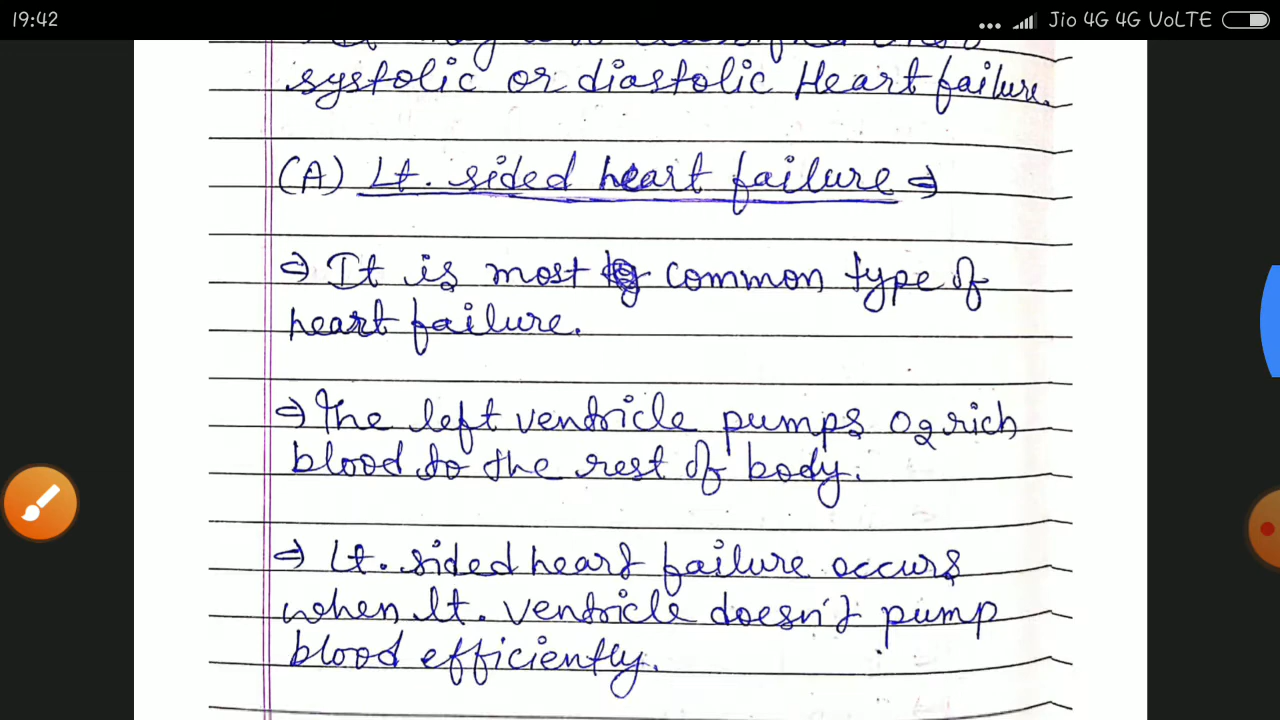 19:42
... Jio 4G 4G VoLTE
systolic or diastolic Heart failure.
(A) Lt. sided heart failure ⇒
⇒ It is most common type of
heart failure.
⇒ The left ventricle pumps O2 rich
blood to the rest of body.
⇒ Lt. sided heart failure occurs
when lt. ventricle doesn't pump
blood efficiently.